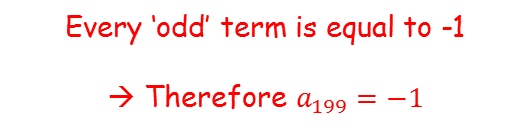 Every ‘odd’ term is equal to -1
→ Therefore a₁₉₉ = −1